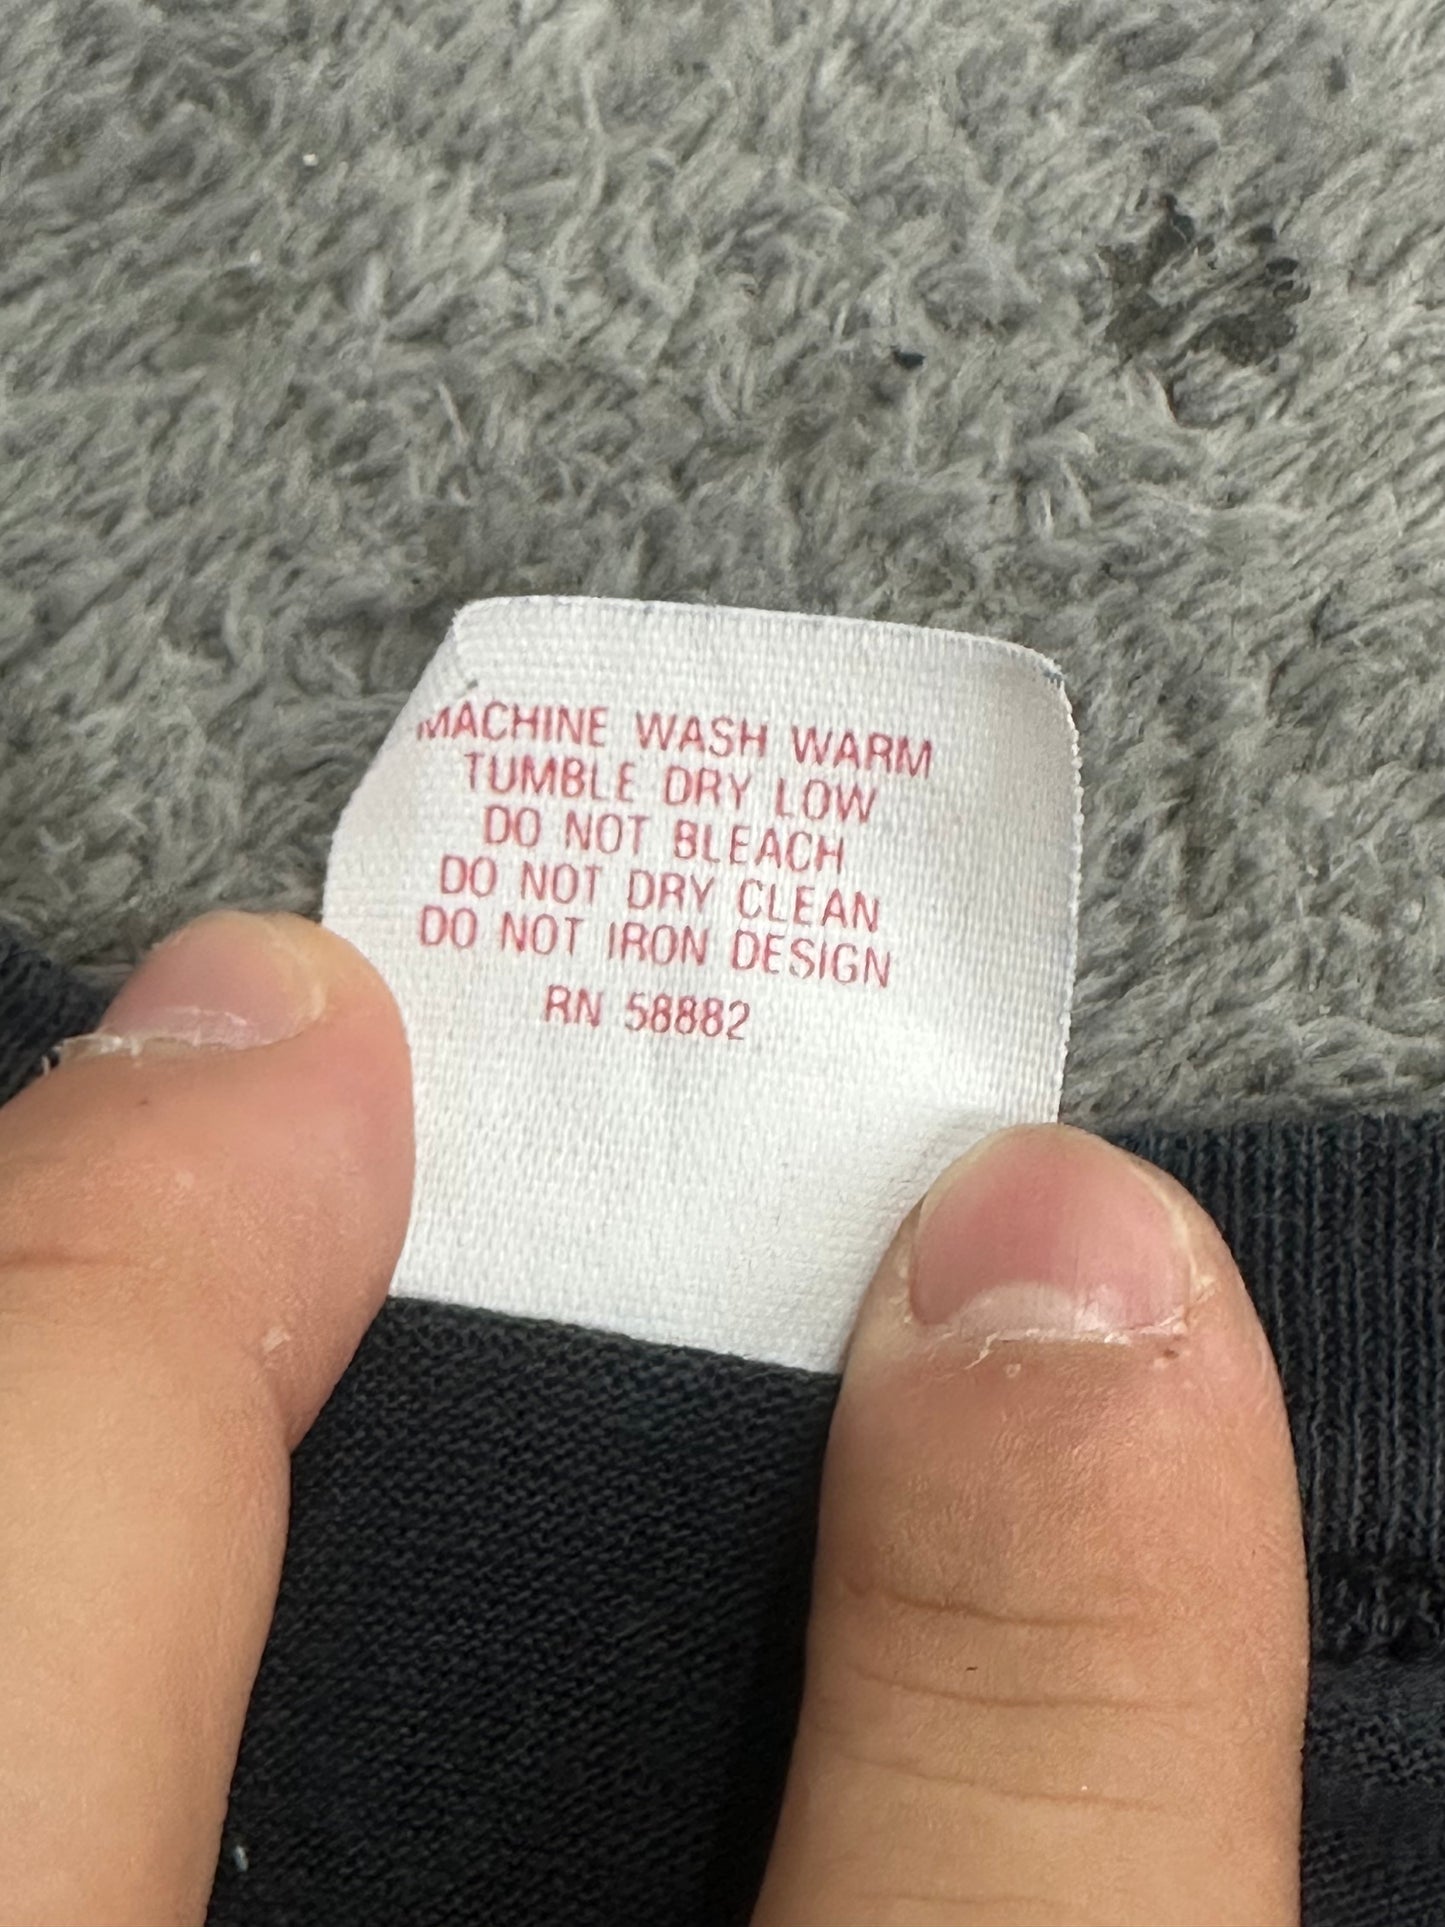 MACHINE WASH WARM
TUMBLE DRY LOW
DO NOT BLEACH
DO NOT DRY CLEAN
DO NOT IRON DESIGN
RN 58882